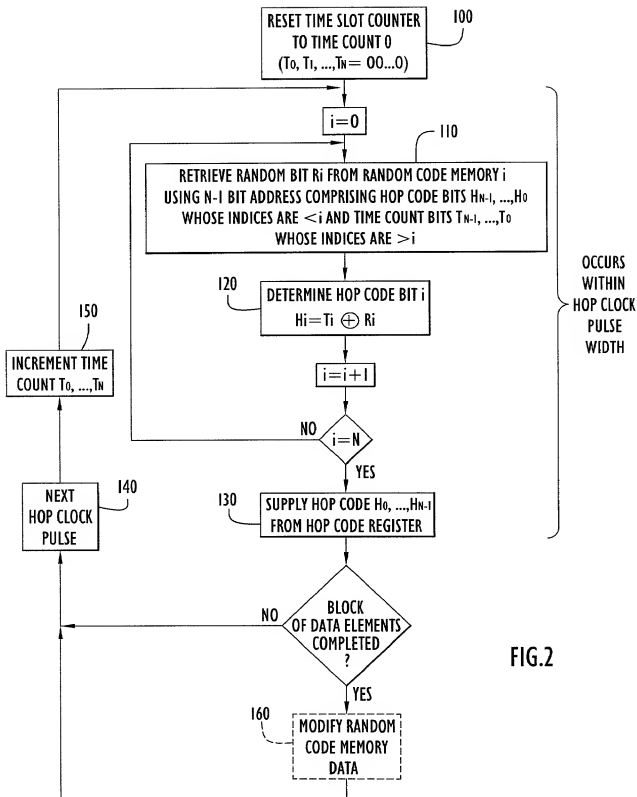 RESET TIME SLOT COUNTER
TO TIME COUNT 0
(T0, T1, ...,TN= 00...0)
100
i=0
110
RETRIEVE RANDOM BIT Ri FROM RANDOM CODE MEMORY i
USING N-1 BIT ADDRESS COMPRISING HOP CODE BITS HN-1, ...,H0
WHOSE INDICES ARE <i AND TIME COUNT BITS TN-1, ...,T0
WHOSE INDICES ARE >i
120
DETERMINE HOP CODE BIT i
Hi=Ti ⊕ Ri
OCCURS
WITHIN
HOP CLOCK
PULSE
WIDTH
150
INCREMENT TIME
COUNT T0, ...,TN
i=i+1
NO
i=N
YES
140
NEXT
HOP CLOCK
PULSE
130
SUPPLY HOP CODE H0, ...,HN-1
FROM HOP CODE REGISTER
NO
BLOCK
OF DATA ELEMENTS
COMPLETED
?
YES
FIG.2
160
MODIFY RANDOM
CODE MEMORY
DATA